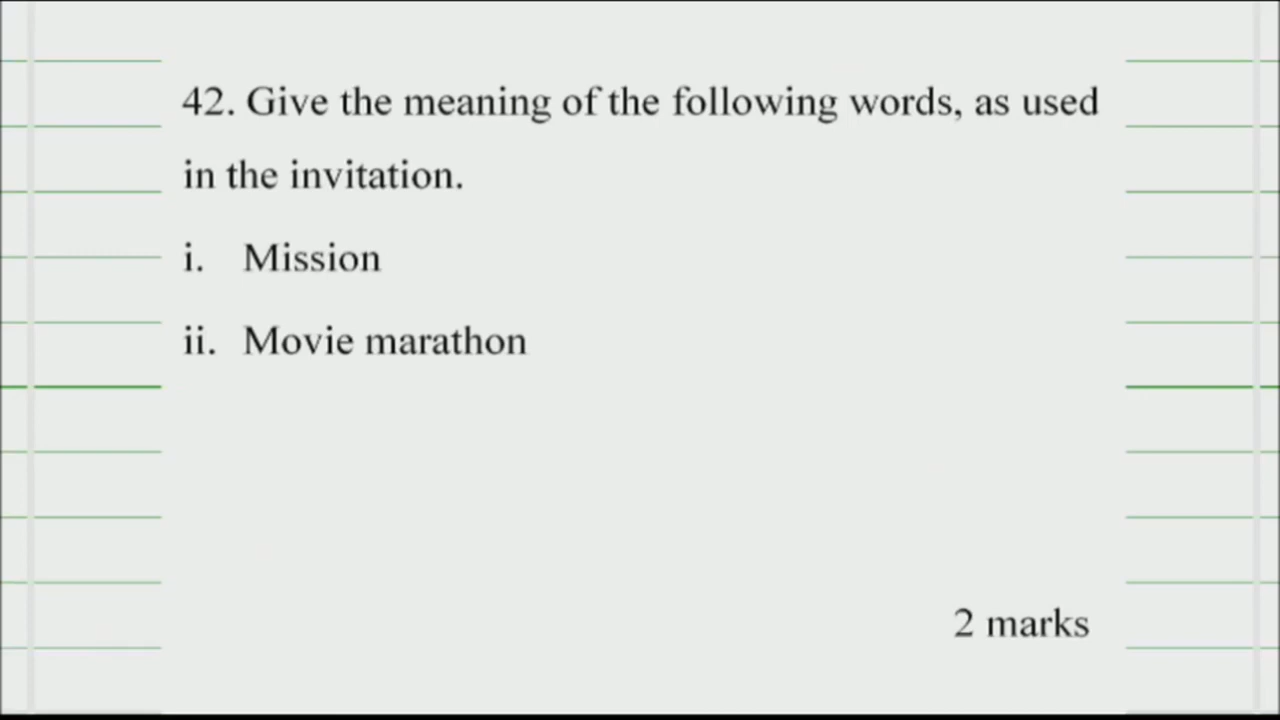 42. Give the meaning of the following words, as used
in the invitation.
i. Mission
ii. Movie marathon
2 marks